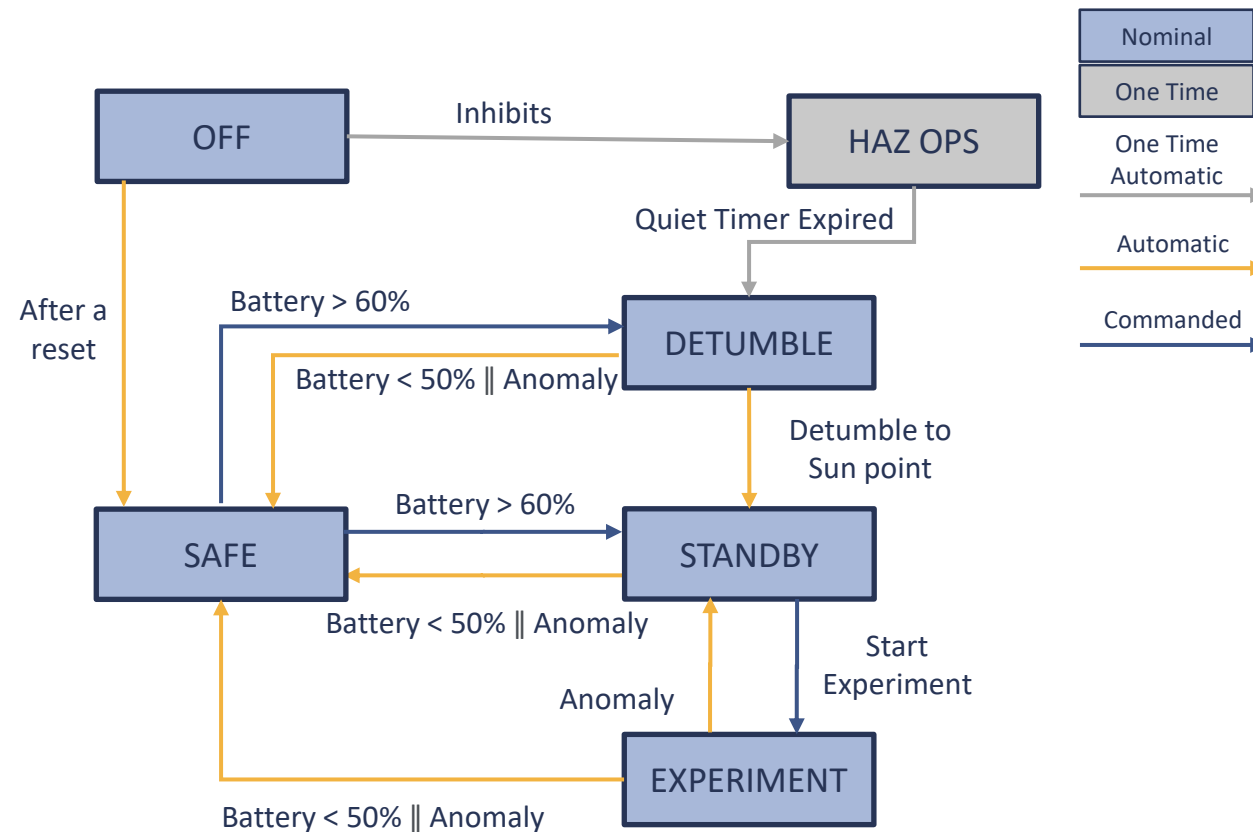 Nominal
One Time
One Time
Automatic
Automatic
Commanded
OFF
Inhibits
HAZ OPS
Quiet Timer Expired
After a
reset
Battery > 60%
DETUMBLE
Battery < 50% || Anomaly
Detumble to
Sun point
SAFE
Battery > 60%
STANDBY
Battery < 50% || Anomaly
Start
Experiment
Anomaly
EXPERIMENT
Battery < 50% || Anomaly